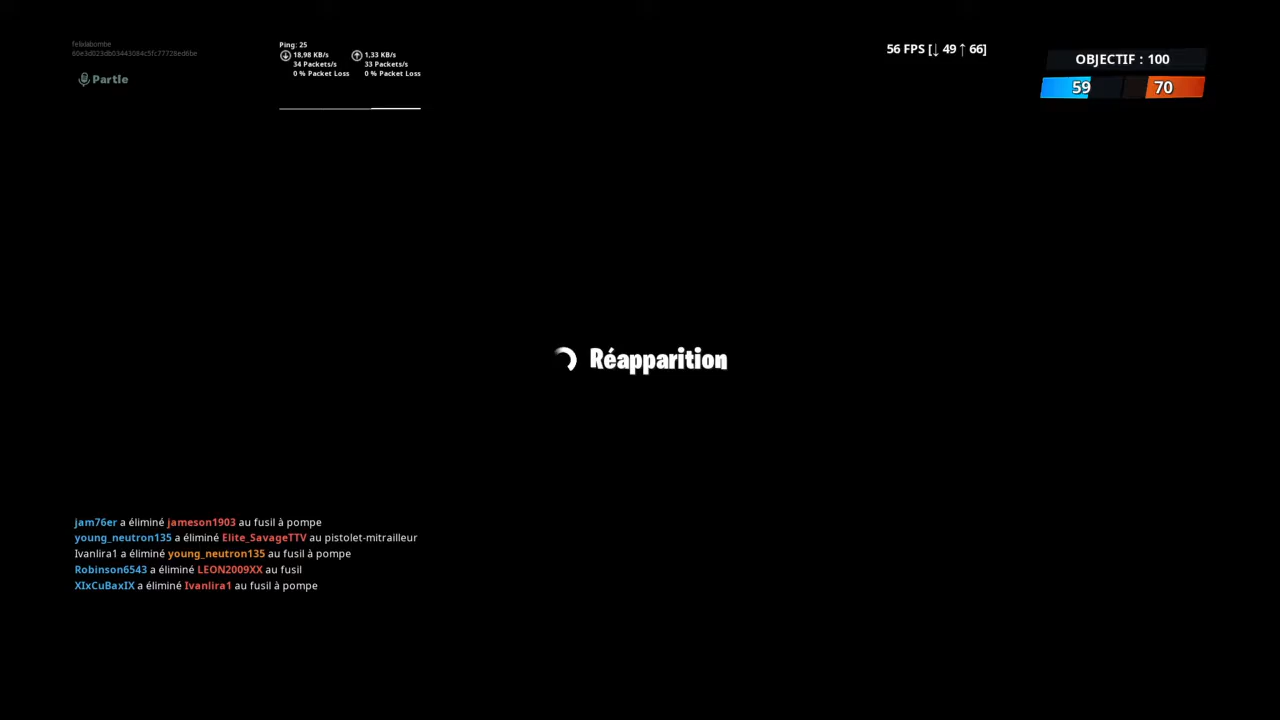 felixlabombe
Partie
Ping: 25
18,98 KB/s
34 Packets/s
0 % Packet Loss
1,33 KB/s
33 Packets/s
0 % Packet Loss
56 FPS [↓ 49 ↑ 66]
OBJECTIF : 100
59
70
Réapparition
jam76er a éliminé jameson1903 au fusil à pompe
young_neutron135 a éliminé Elite_SavageTTV au pistolet-mitrailleur
Ivanlira1 a éliminé young_neutron135 au fusil à pompe
Robinson6543 a éliminé LEON2009XX au fusil
XIxCuBaxIX a éliminé Ivanlira1 au fusil à pompe